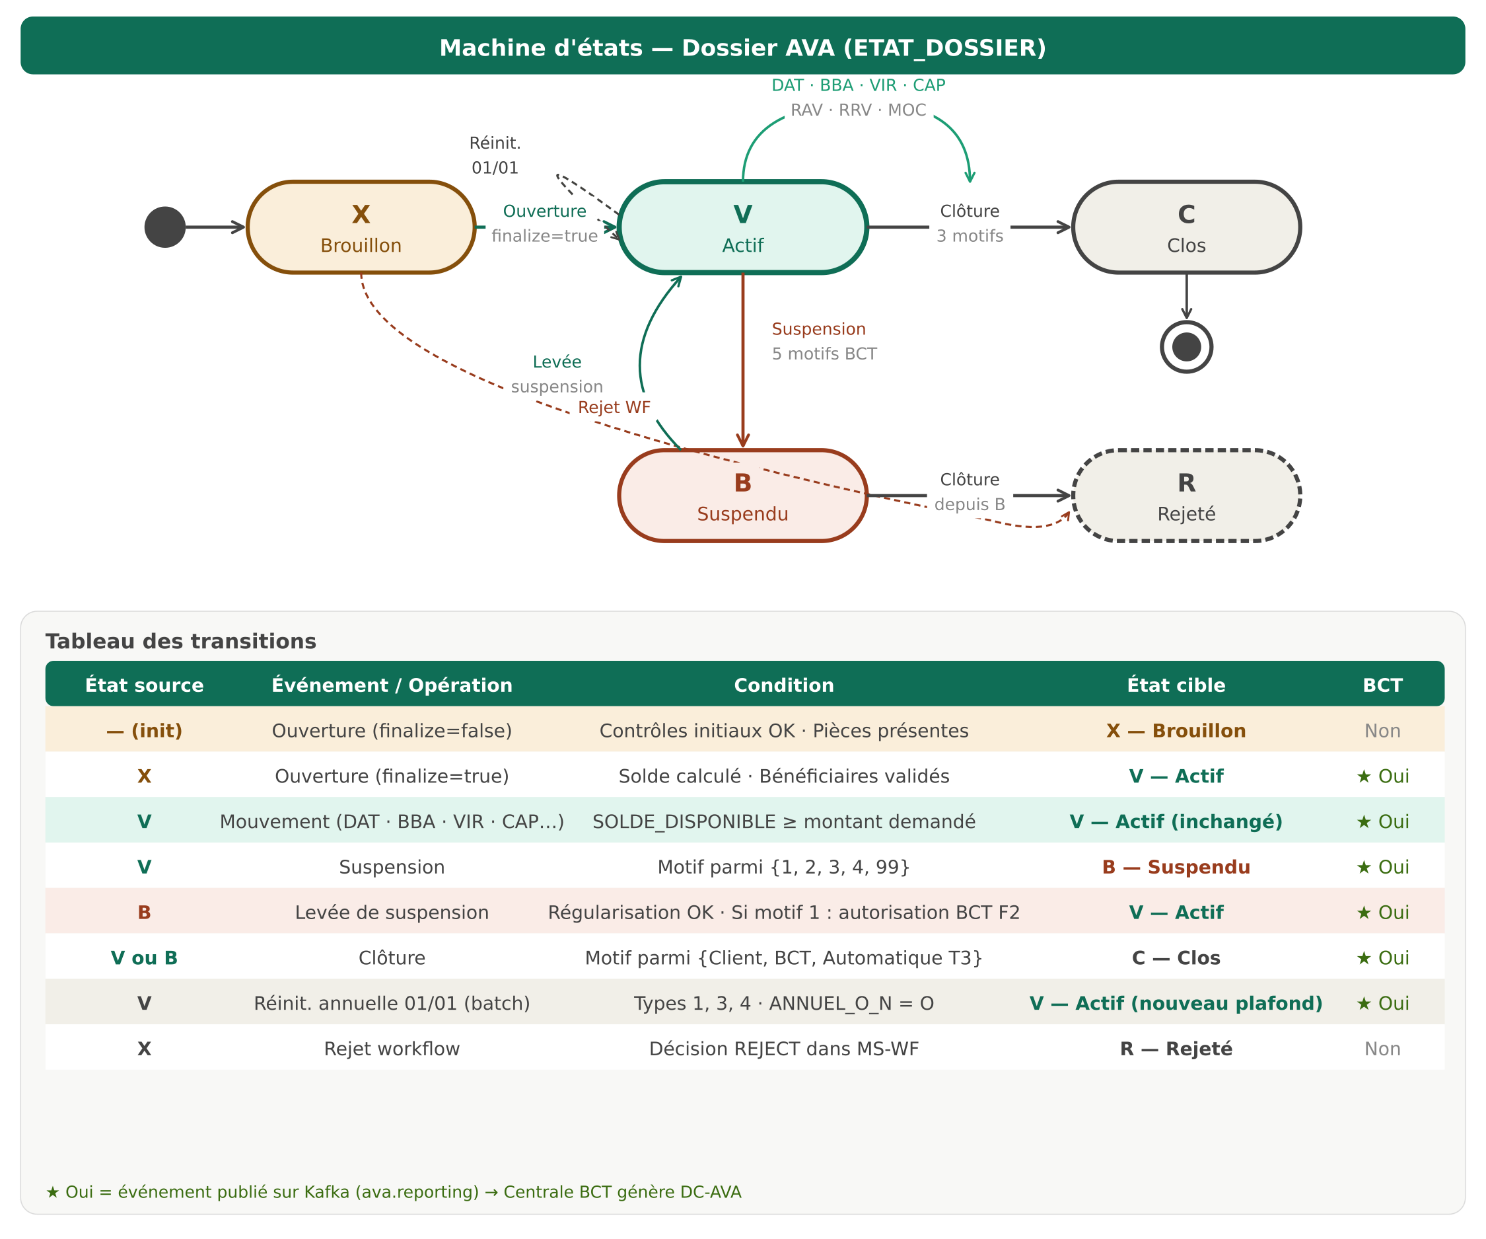 Machine d'états — Dossier AVA (ETAT_DOSSIER)
DAT · BBA · VIR · CAP
RAV · RRV · MOC
Réinit.
01/01
X
Brouillon
Ouverture
finalize=true
V
Actif
Clôture
3 motifs
C
Clos
Suspension
5 motifs BCT
Levée
suspension
Rejet WF
B
Suspendu
Clôture
depuis B
R
Rejeté
Tableau des transitions
État source Événement / Opération Condition État cible BCT
— (init) Ouverture (finalize=false) Contrôles initiaux OK · Pièces présentes X — Brouillon Non
X Ouverture (finalize=true) Solde calculé · Bénéficiaires validés V — Actif ★ Oui
V Mouvement (DAT · BBA · VIR · CAP…) SOLDE_DISPONIBLE ≥ montant demandé V — Actif (inchangé) ★ Oui
V Suspension Motif parmi {1, 2, 3, 4, 99} B — Suspendu ★ Oui
B Levée de suspension Régularisation OK · Si motif 1 : autorisation BCT F2 V — Actif ★ Oui
V ou B Clôture Motif parmi {Client, BCT, Automatique T3} C — Clos ★ Oui
V Réinit. annuelle 01/01 (batch) Types 1, 3, 4 · ANNUEL_O_N = O V — Actif (nouveau plafond) ★ Oui
X Rejet workflow Décision REJECT dans MS-WF R — Rejeté Non
★ Oui = événement publié sur Kafka (ava.reporting) → Centrale BCT génère DC-AVA